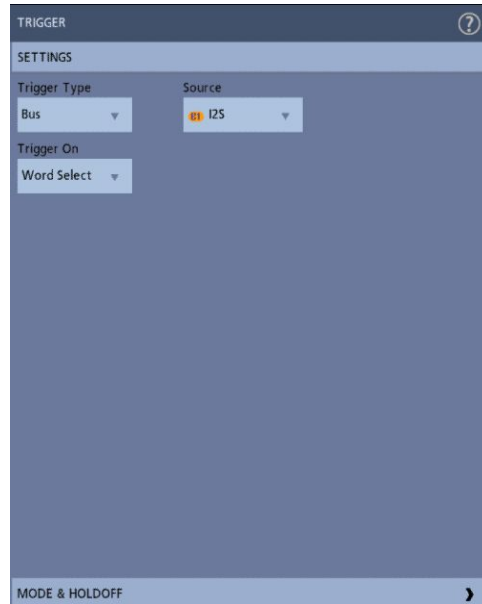 TRIGGER ?
SETTINGS
Trigger Type Source
Bus B1 I2S
Trigger On
Word Select
MODE & HOLDOFF